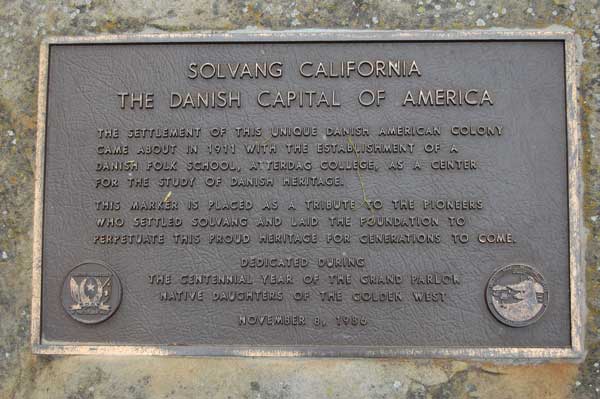 SOLVANG CALIFORNIA
THE DANISH CAPITAL OF AMERICA
THE SETTLEMENT OF THIS UNIQUE DANISH AMERICAN COLONY
CAME ABOUT IN 1911 WITH THE ESTABLISHMENT OF A
DANISH FOLK SCHOOL, ATTERDAG COLLEGE, AS A CENTER
FOR THE STUDY OF DANISH HERITAGE.
THIS MARKER IS PLACED AS A TRIBUTE TO THE PIONEERS
WHO SETTLED SOLVANG AND LAID THE FOUNDATION TO
PERPETUATE THIS PROUD HERITAGE FOR GENERATIONS TO COME.
DEDICATED DURING
THE CENTENNIAL YEAR OF THE GRAND PARLOR
NATIVE DAUGHTERS OF THE GOLDEN WEST
NOVEMBER 8, 1986